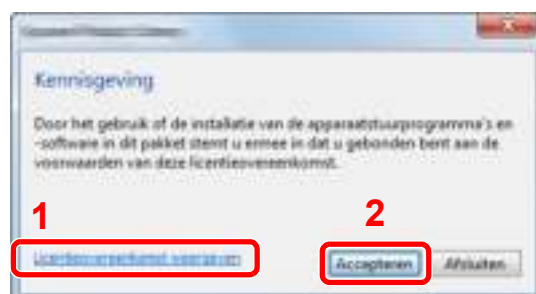 Kennisgeving
Door het gebruik of de installatie van de apparaatstuurprogramma's en
-software in dit pakket stemt u ermee in dat u gebonden bent aan de
voorwaarden van deze licentieovereenkomst.
1
2
Licentieovereenkomst weergeven
Accepteren
Afsluiten